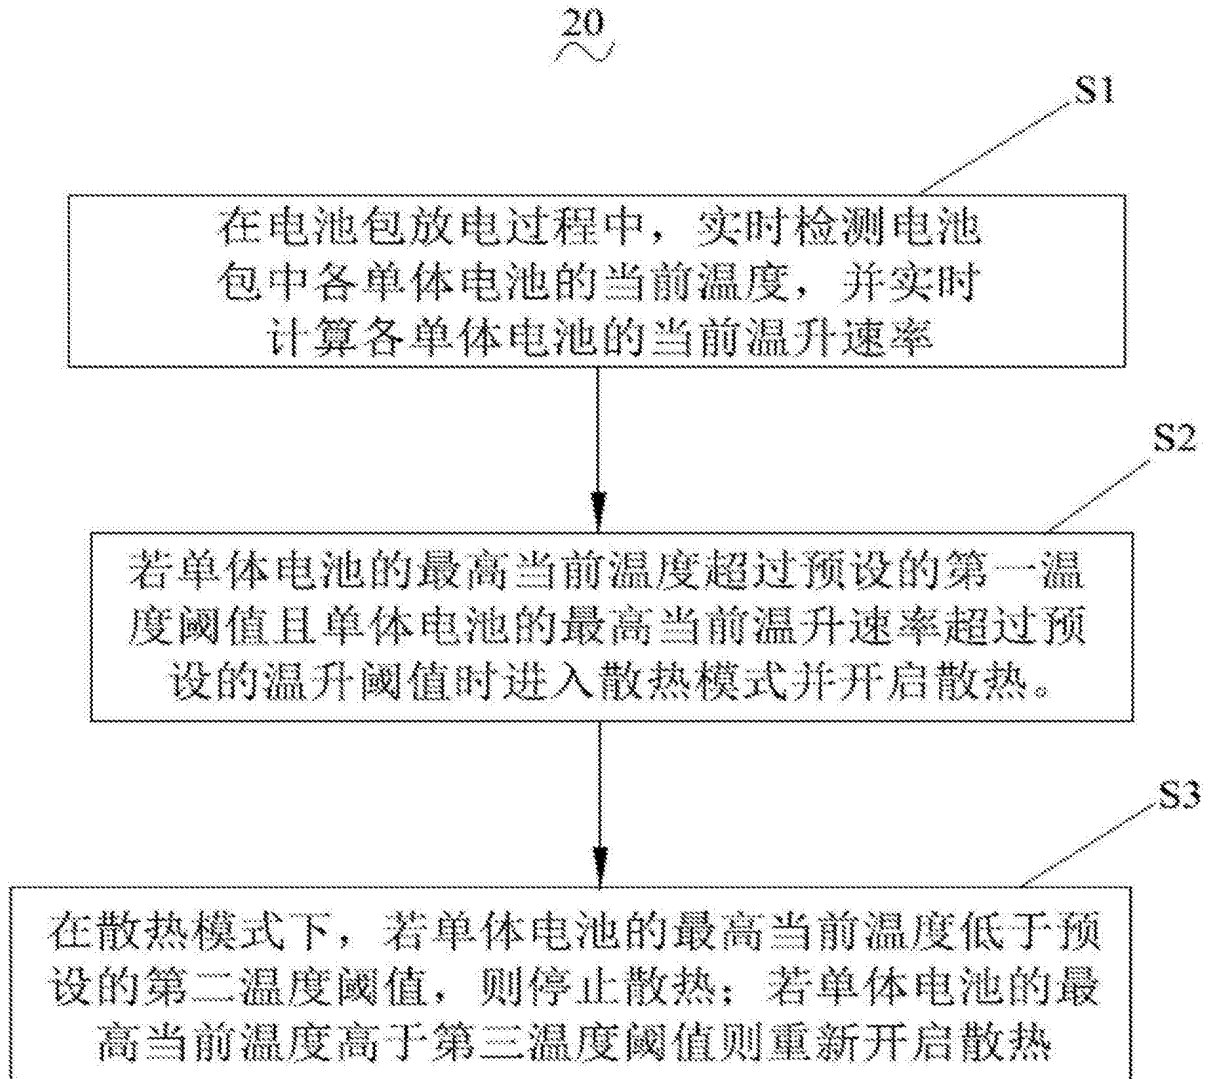 20
S1
在电池包放电过程中，实时检测电池
包中各单体电池的当前温度，并实时
计算各单体电池的当前温升速率
S2
若单体电池的最高当前温度超过预设的第一温
度阈值且单体电池的最高当前温升速率超过预
设的温升阈值时进入散热模式并开启散热。
S3
在散热模式下，若单体电池的最高当前温度低于预
设的第二温度阈值，则停止散热；若单体电池的最
高当前温度高于第三温度阈值则重新开启散热